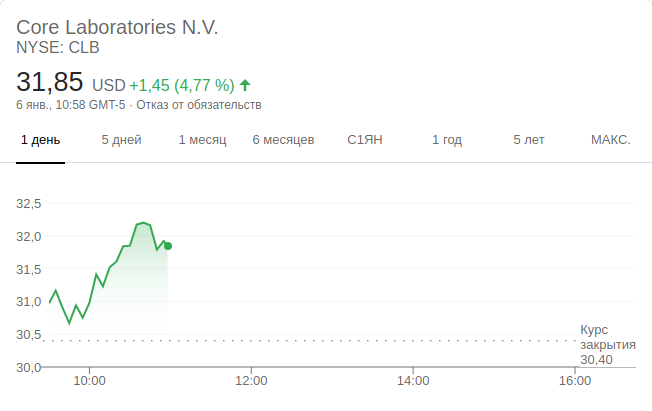 Core Laboratories N.V.
NYSE: CLB
31,85 USD +1,45 (4,77 %)
6 янв., 10:58 GMT-5 · Отказ от обязательств
1 день 5 дней 1 месяц 6 месяцев С1ЯН 1 год 5 лет МАКС.
32,5
32,0
31,5
31,0
30,5
Курс
закрытия
30,40
30,0
10:00 12:00 14:00 16:00